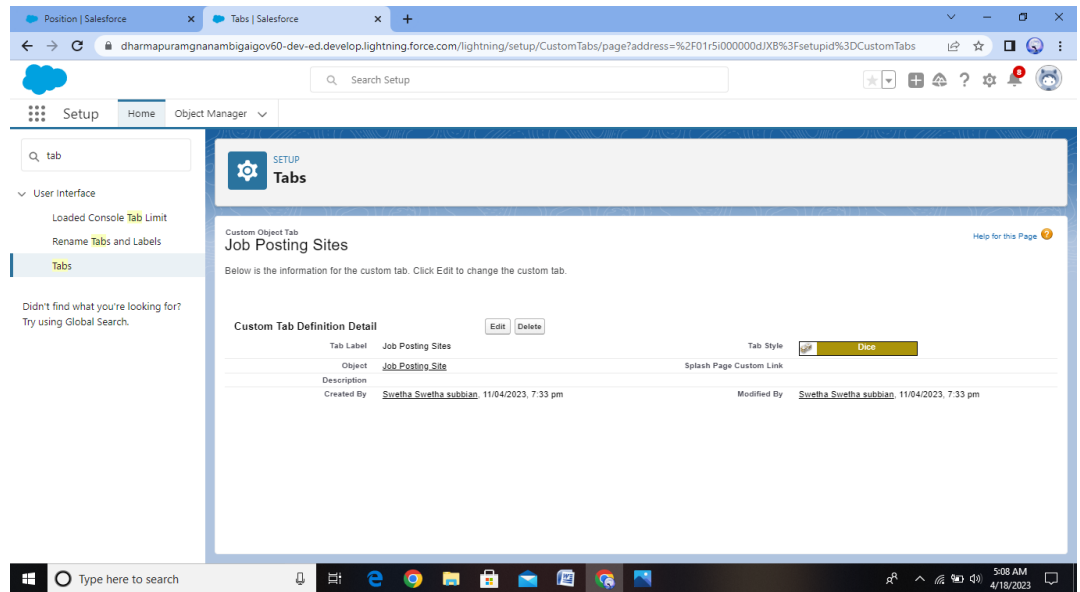 Position | Salesforce
Tabs | Salesforce
dharmapuramgnanambigaigov60-dev-ed.develop.lightning.force.com/lightning/setup/CustomTabs/page?address=%2F01r5i000000dJXB%3Fsetupid%3DCustomTabs
Search Setup
8
Setup Home Object Manager
tab
User Interface
Loaded Console Tab Limit
Rename Tabs and Labels
Tabs
Didn't find what you're looking for?
Try using Global Search.
SETUP
Tabs
Custom Object Tab
Job Posting Sites
Help for this Page ?
Below is the information for the custom tab. Click Edit to change the custom tab.
Custom Tab Definition Detail Edit Delete
Tab Label Job Posting Sites Tab Style Dice
Object Job Posting Site Splash Page Custom Link
Description
Created By Swetha Swetha subbian, 11/04/2023, 7:33 pm Modified By Swetha Swetha subbian, 11/04/2023, 7:33 pm
Type here to search
5:08 AM
4/18/2023